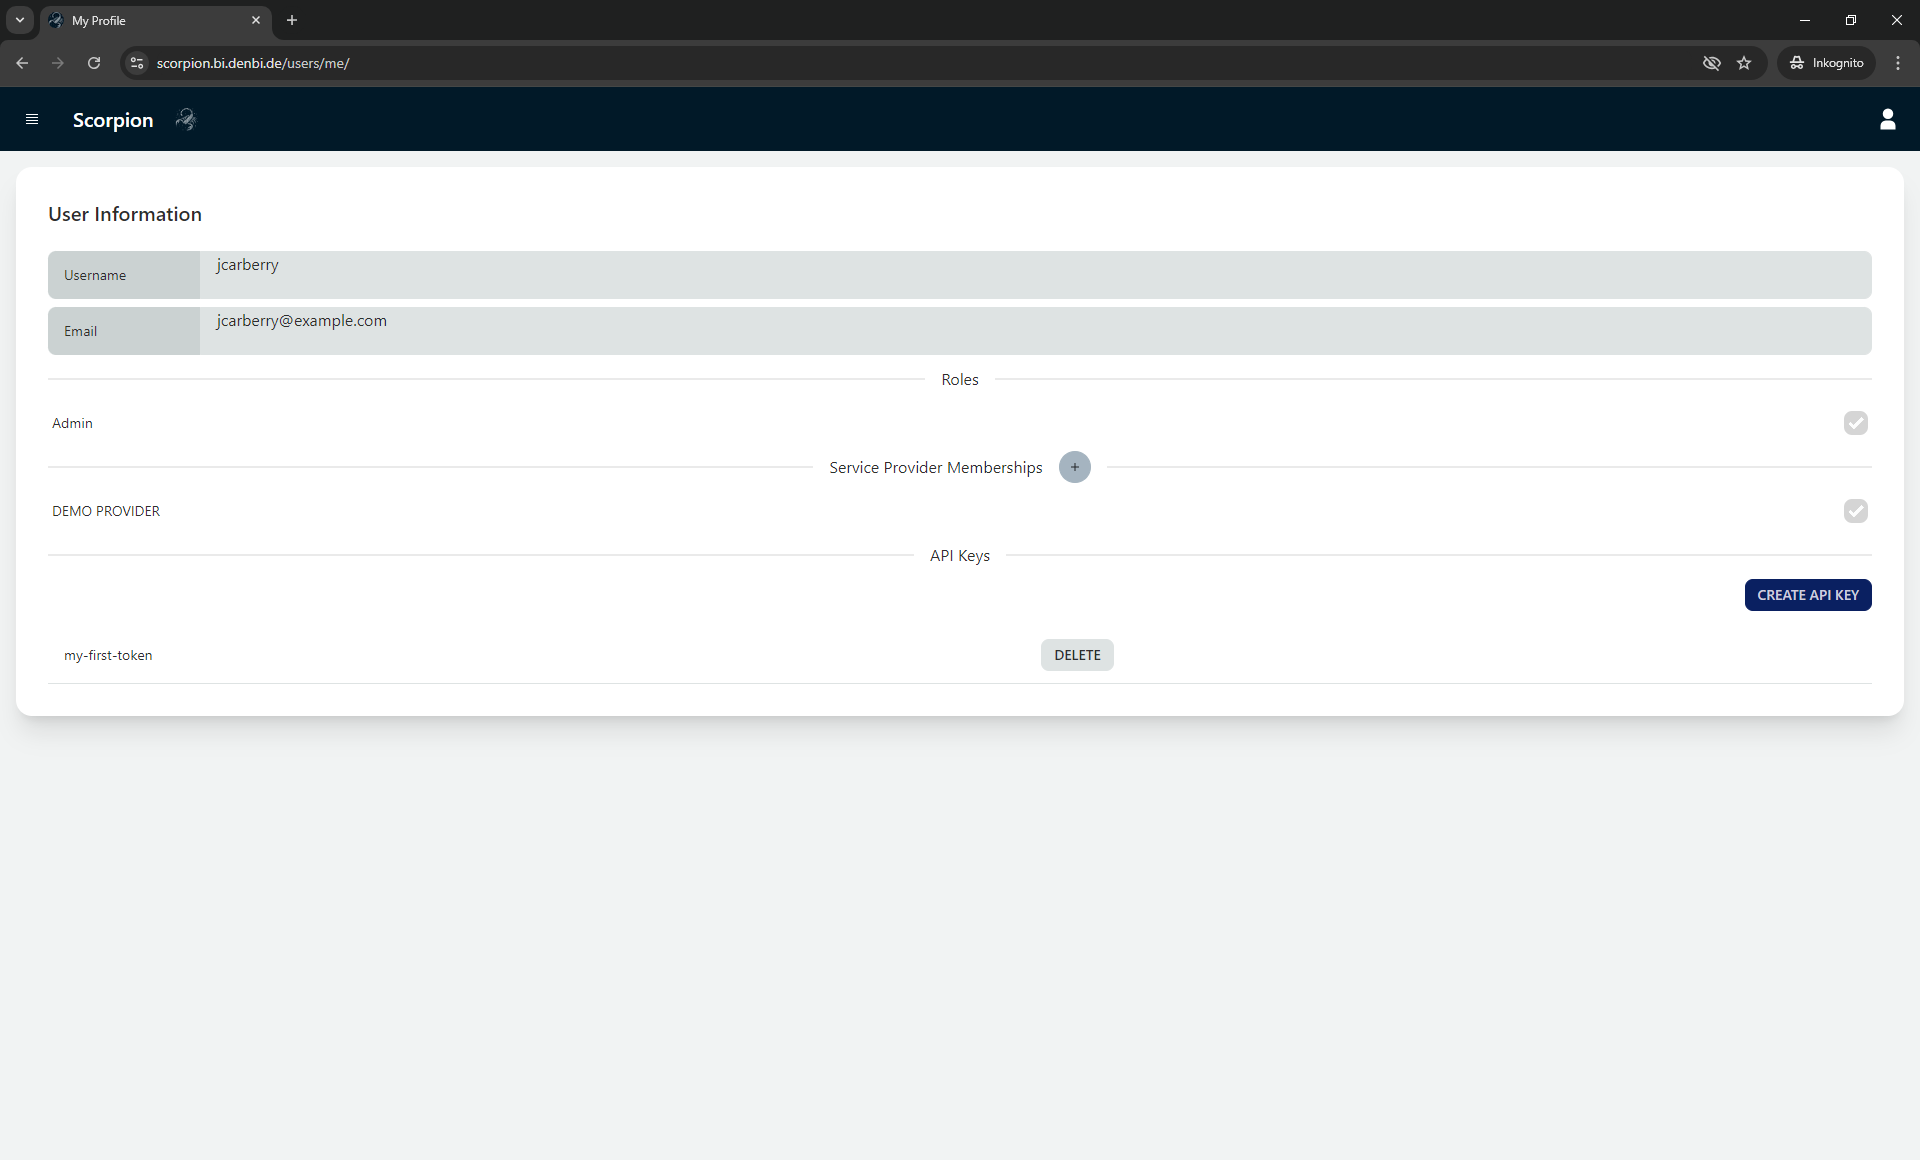 My Profile
scorpion.bi.denbi.de/users/me/
Inkognito
Scorpion
User Information
Username
jcarberry
Email
jcarberry@example.com
Roles
Admin
Service Provider Memberships
+
DEMO PROVIDER
API Keys
CREATE API KEY
my-first-token
DELETE